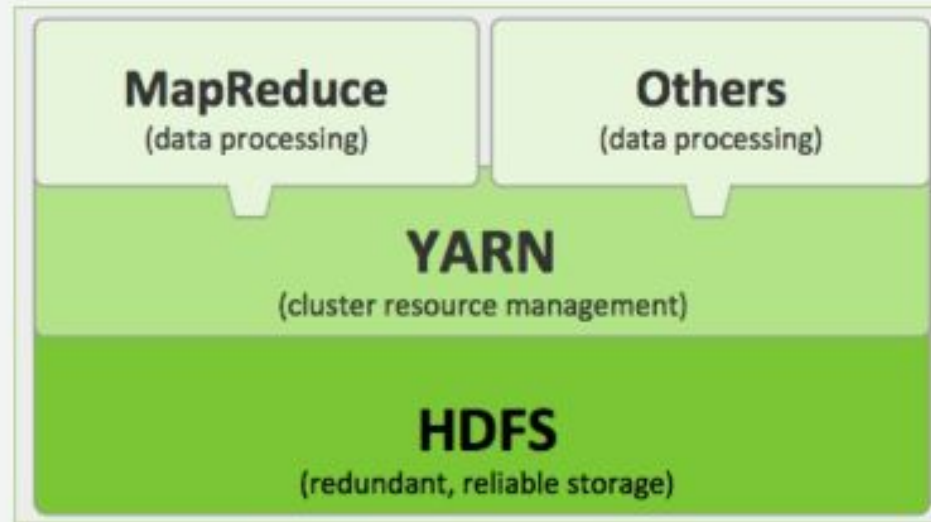 MapReduce
(data processing)
Others
(data processing)
YARN
(cluster resource management)
HDFS
(redundant, reliable storage)